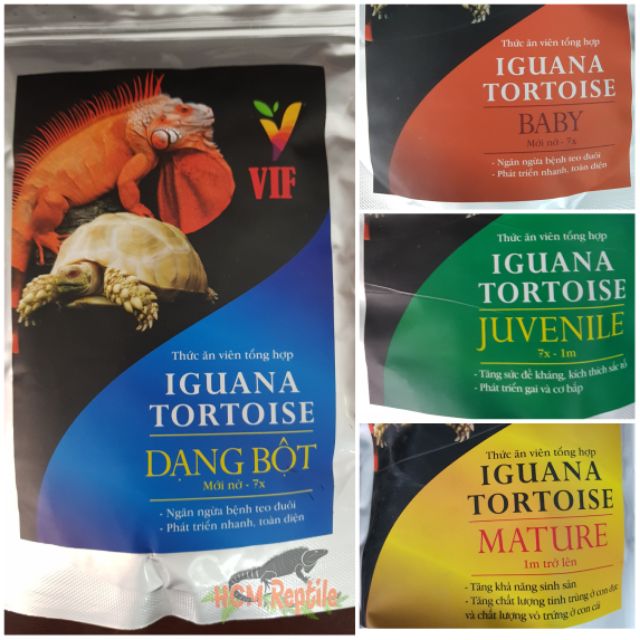 VIF
Thức ăn viên tổng hợp
IGUANA
TORTOISE
DẠNG BỘT
Mới nở - 7x
- Ngăn ngừa bệnh teo đuôi
- Phát triển nhanh, toàn diện
HCM Reptile
Thức ăn viên tổng hợp
IGUANA
TORTOISE
BABY
Mới nở - 7x
- Ngăn ngừa bệnh teo đuôi
- Phát triển nhanh, toàn diện
Thức ăn viên tổng hợp
IGUANA
TORTOISE
JUVENILE
7x - 1m
- Tăng sức đề kháng, kích thích sắc tố
- Phát triển gai và cơ bắp
Thức ăn viên tổng hợp
IGUANA
TORTOISE
MATURE
1m trở lên
- Tăng khả năng sinh sản
- Tăng chất lượng tinh trùng ở con đực
và chất lượng vỏ trứng ở con cái